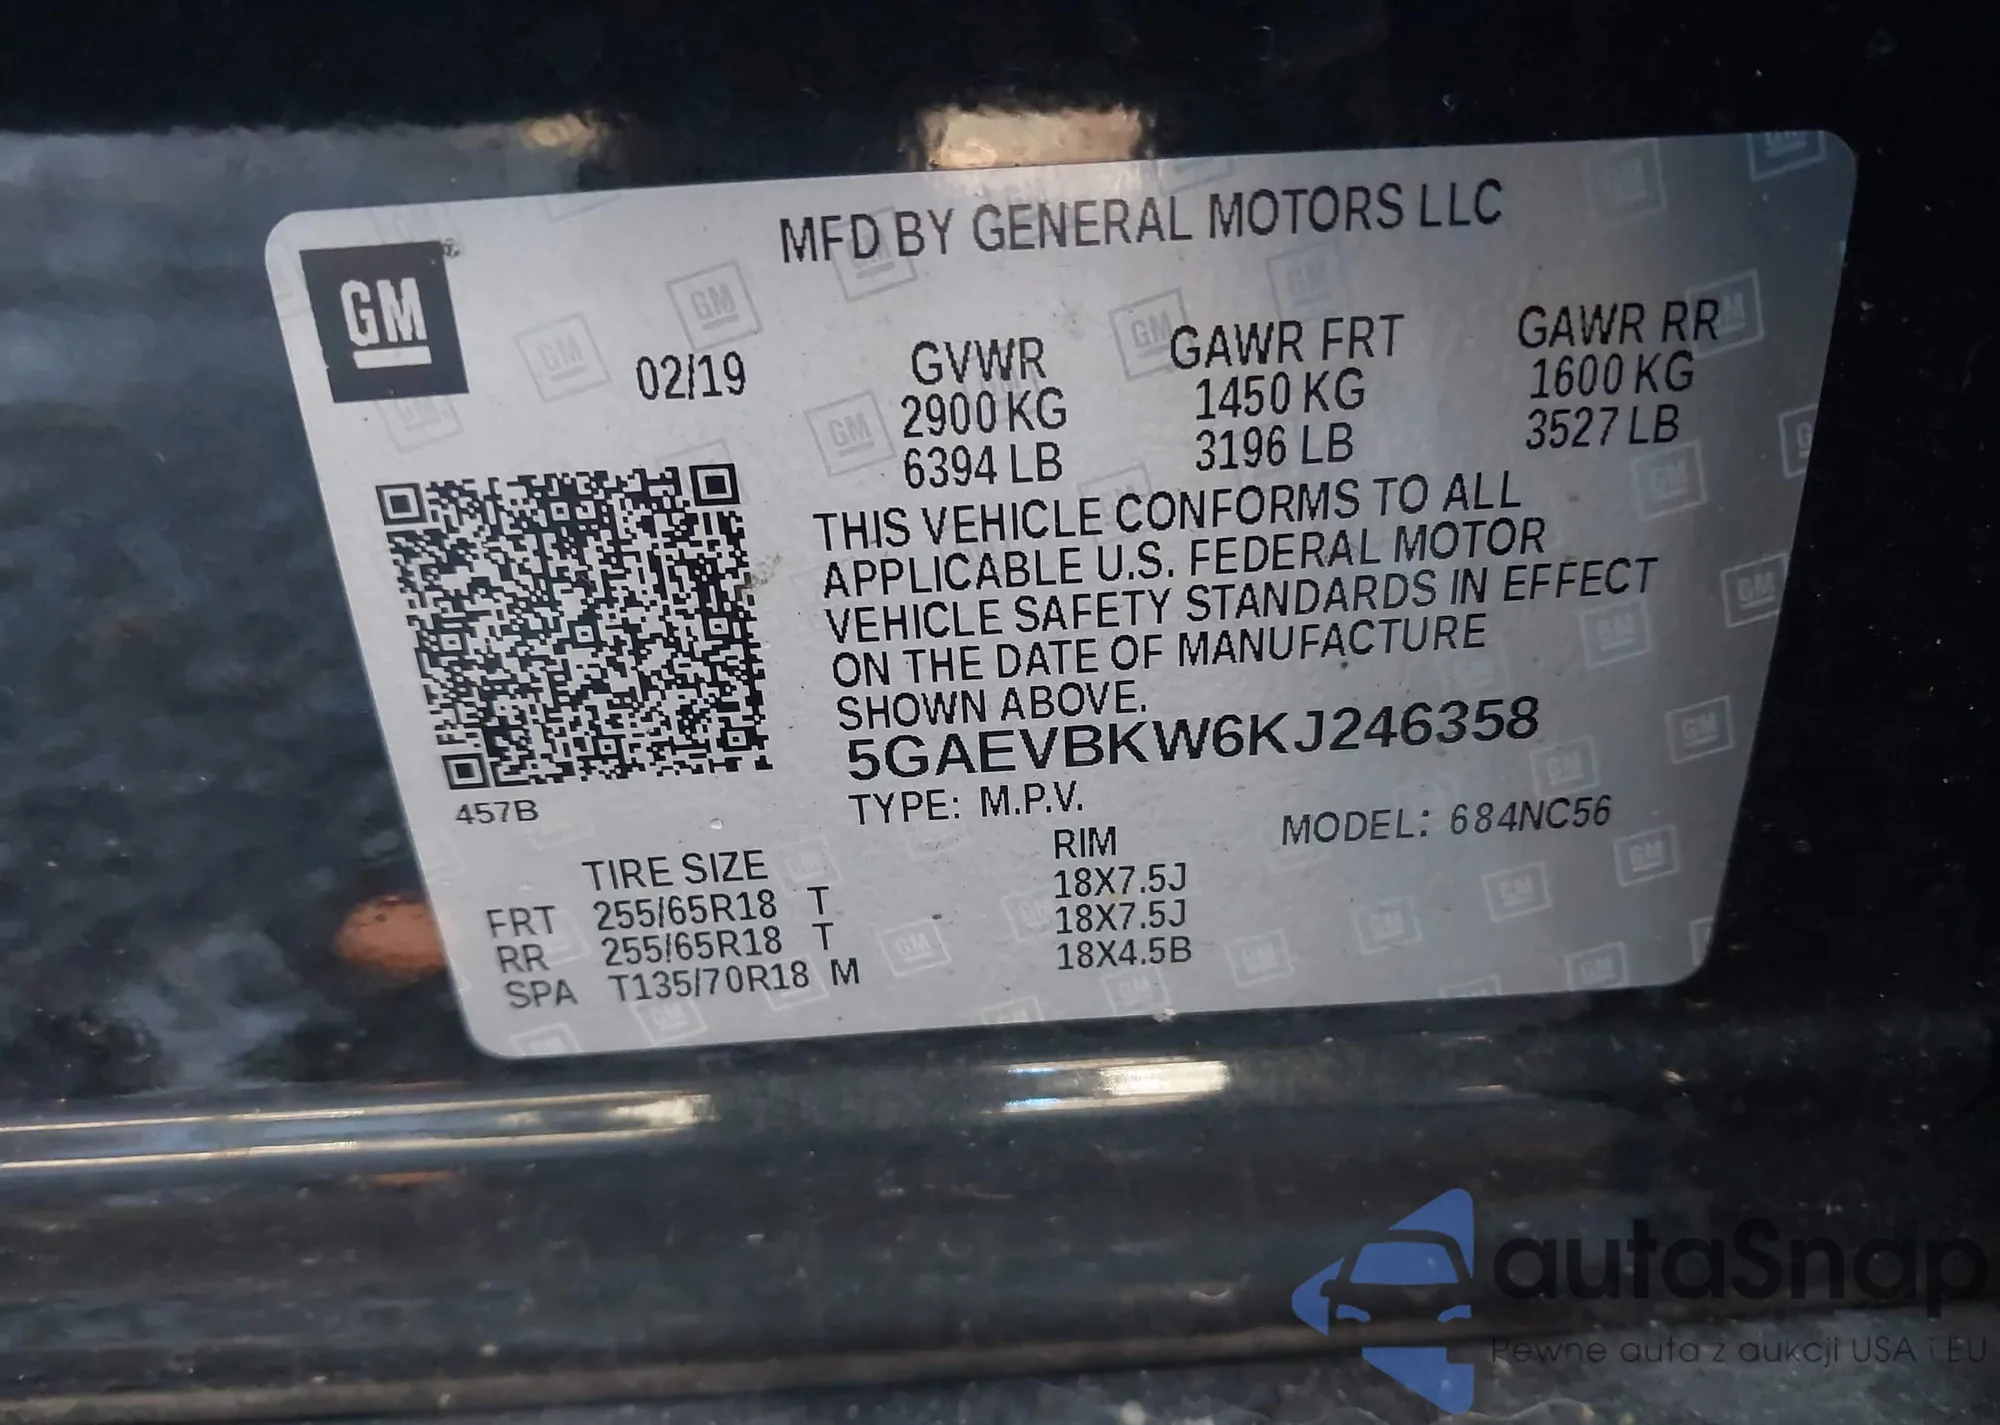 MFD BY GENERAL MOTORS LLC
GM
02/19 GVWR GAWR FRT GAWR RR
2900 KG 1450 KG 1600 KG
6394 LB 3196 LB 3527 LB
THIS VEHICLE CONFORMS TO ALL
APPLICABLE U.S. FEDERAL MOTOR
VEHICLE SAFETY STANDARDS IN EFFECT
ON THE DATE OF MANUFACTURE
SHOWN ABOVE.
5GAEVBKW6KJ246358
457B
TYPE: M.P.V. MODEL: 684NC56
TIRE SIZE RIM
FRT 255/65R18 T 18X7.5J
RR 255/65R18 T 18X7.5J
SPA T135/70R18 M 18X4.5B
autaSnap
Pewne auta z aukcji USA i EU